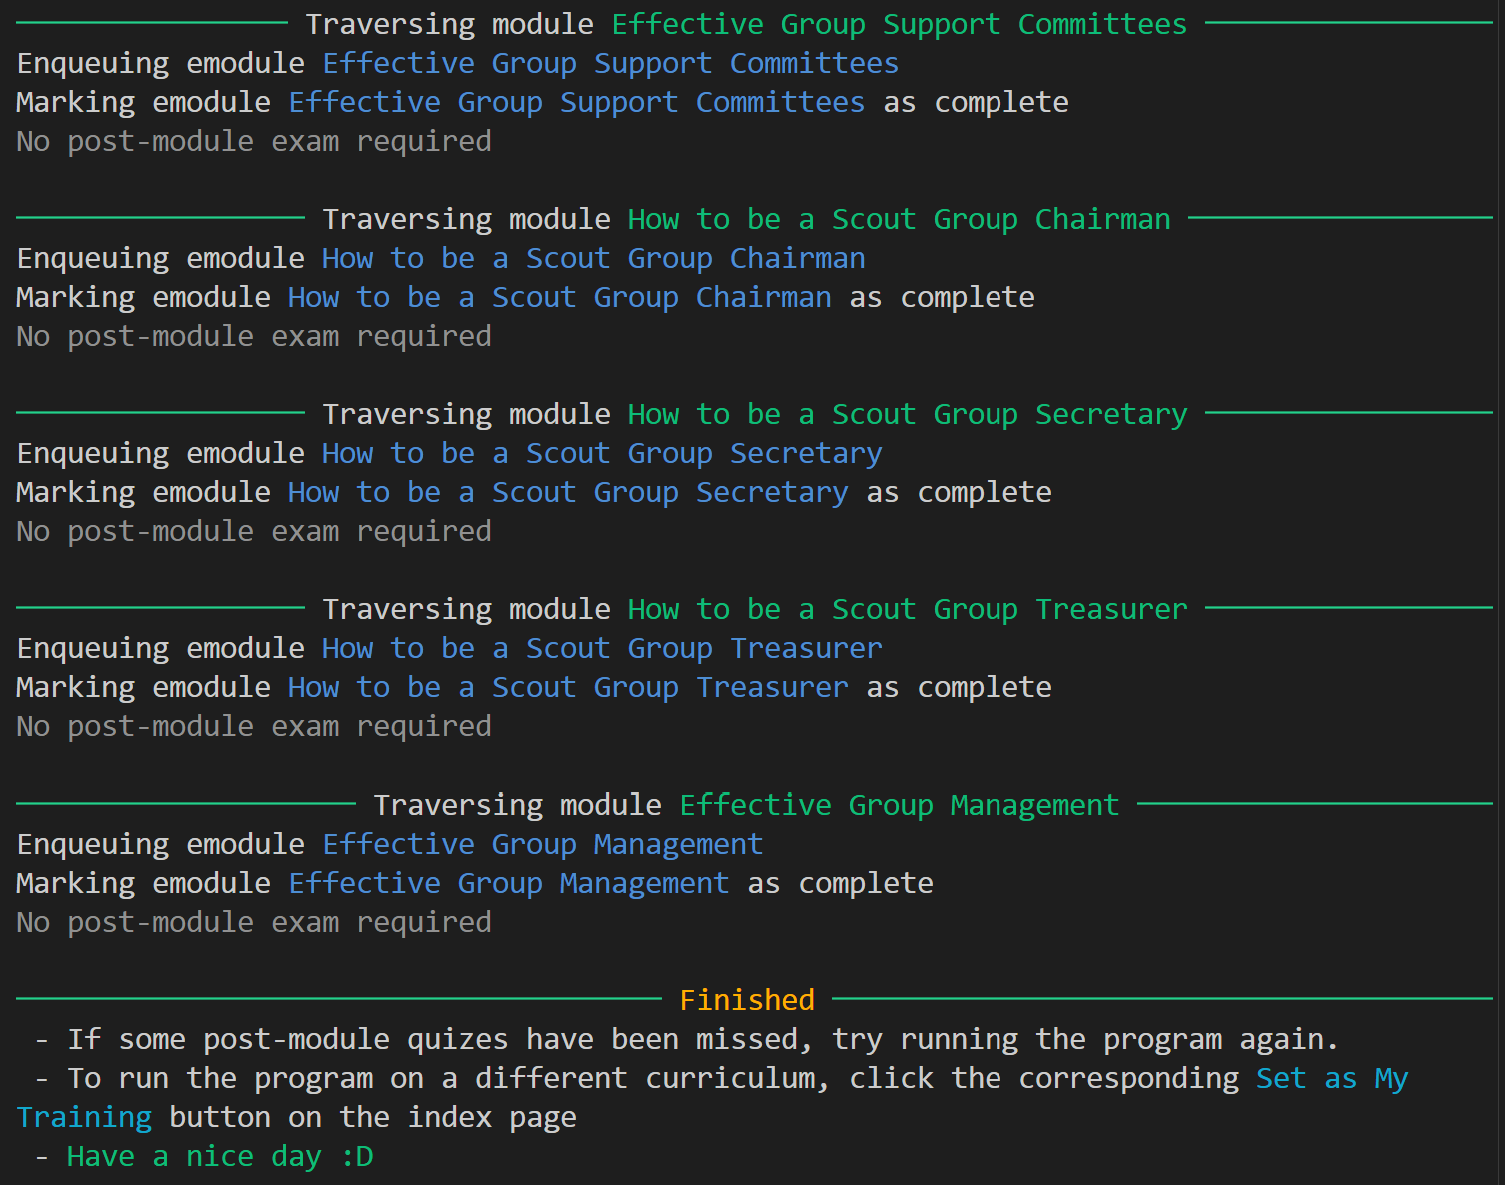 Traversing module Effective Group Support Committees
Enqueuing emodule Effective Group Support Committees
Marking emodule Effective Group Support Committees as complete
No post-module exam required
Traversing module How to be a Scout Group Chairman
Enqueuing emodule How to be a Scout Group Chairman
Marking emodule How to be a Scout Group Chairman as complete
No post-module exam required
Traversing module How to be a Scout Group Secretary
Enqueuing emodule How to be a Scout Group Secretary
Marking emodule How to be a Scout Group Secretary as complete
No post-module exam required
Traversing module How to be a Scout Group Treasurer
Enqueuing emodule How to be a Scout Group Treasurer
Marking emodule How to be a Scout Group Treasurer as complete
No post-module exam required
Traversing module Effective Group Management
Enqueuing emodule Effective Group Management
Marking emodule Effective Group Management as complete
No post-module exam required
Finished
- If some post-module quizes have been missed, try running the program again.
- To run the program on a different curriculum, click the corresponding Set as My
Training button on the index page
- Have a nice day :D